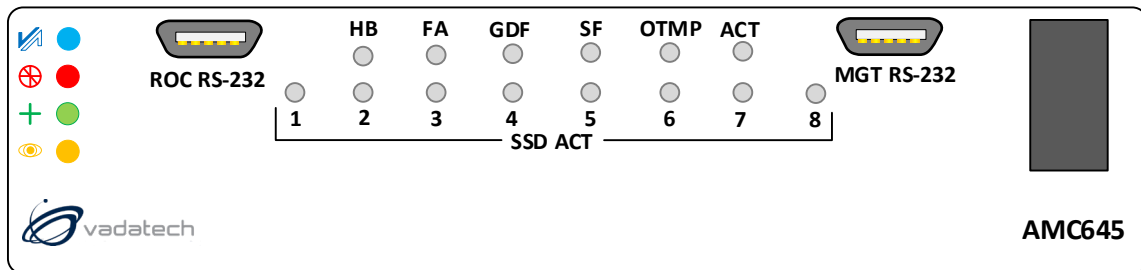 HB FA GDF SF OTMP ACT
ROC RS-232 MGT RS-232
1 2 3 4 5 6 7 8
SSD ACT
vadatech AMC645